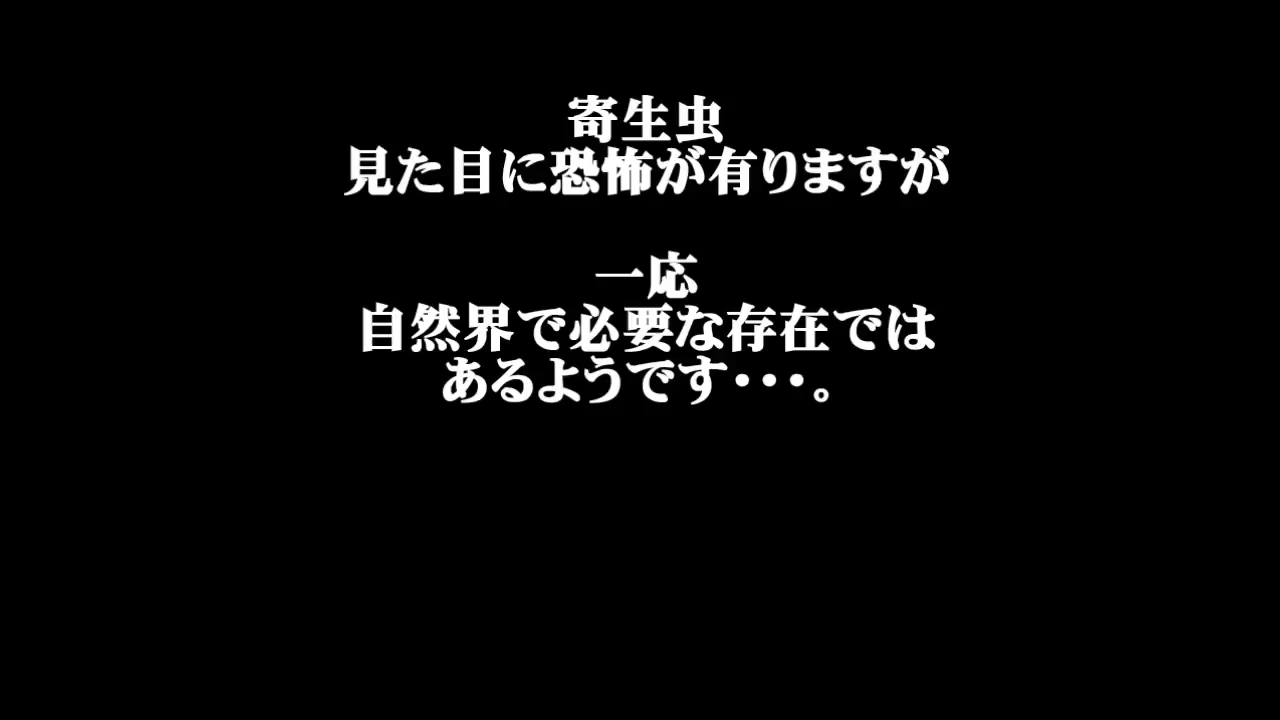 寄生虫
見た目に恐怖が有りますが
一応
自然界で必要な存在では
あるようです・・・。